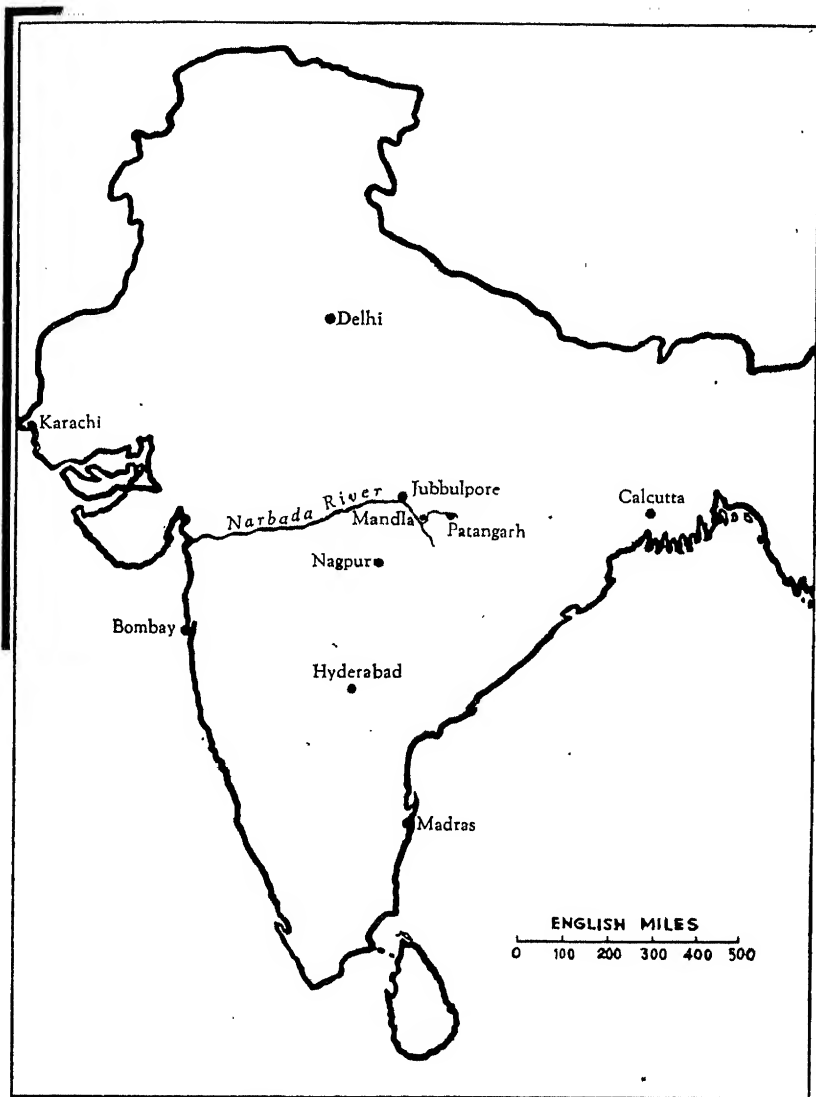 Delhi
Karachi
Narbada River
Jubbulpore
Mandla
Patangarh
Calcutta
Nagpur
Bombay
Hyderabad
Madras
ENGLISH MILES
0 100 200 300 400 500